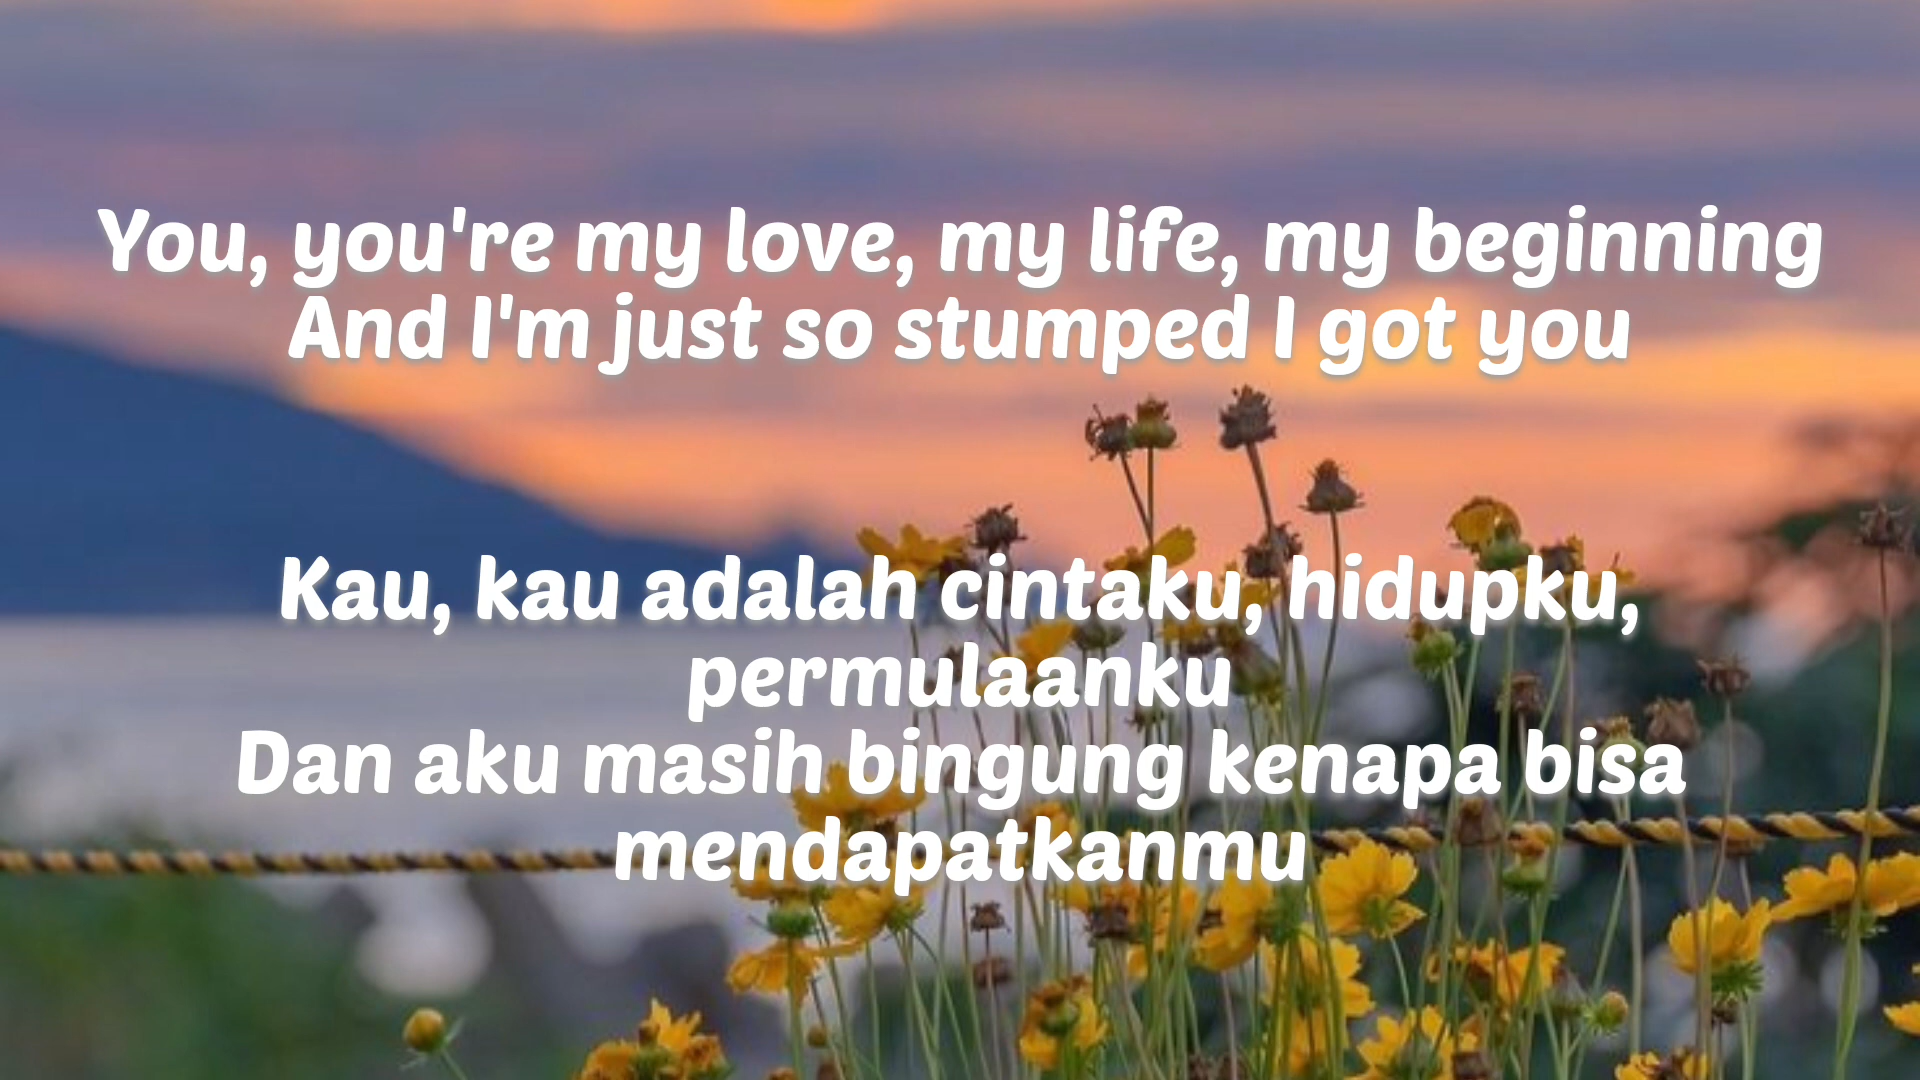 You, you're my love, my life, my beginning
And I'm just so stumped I got you
Kau, kau adalah cintaku, hidupku,
permulaanku
Dan aku masih bingung kenapa bisa
mendapatkanmu